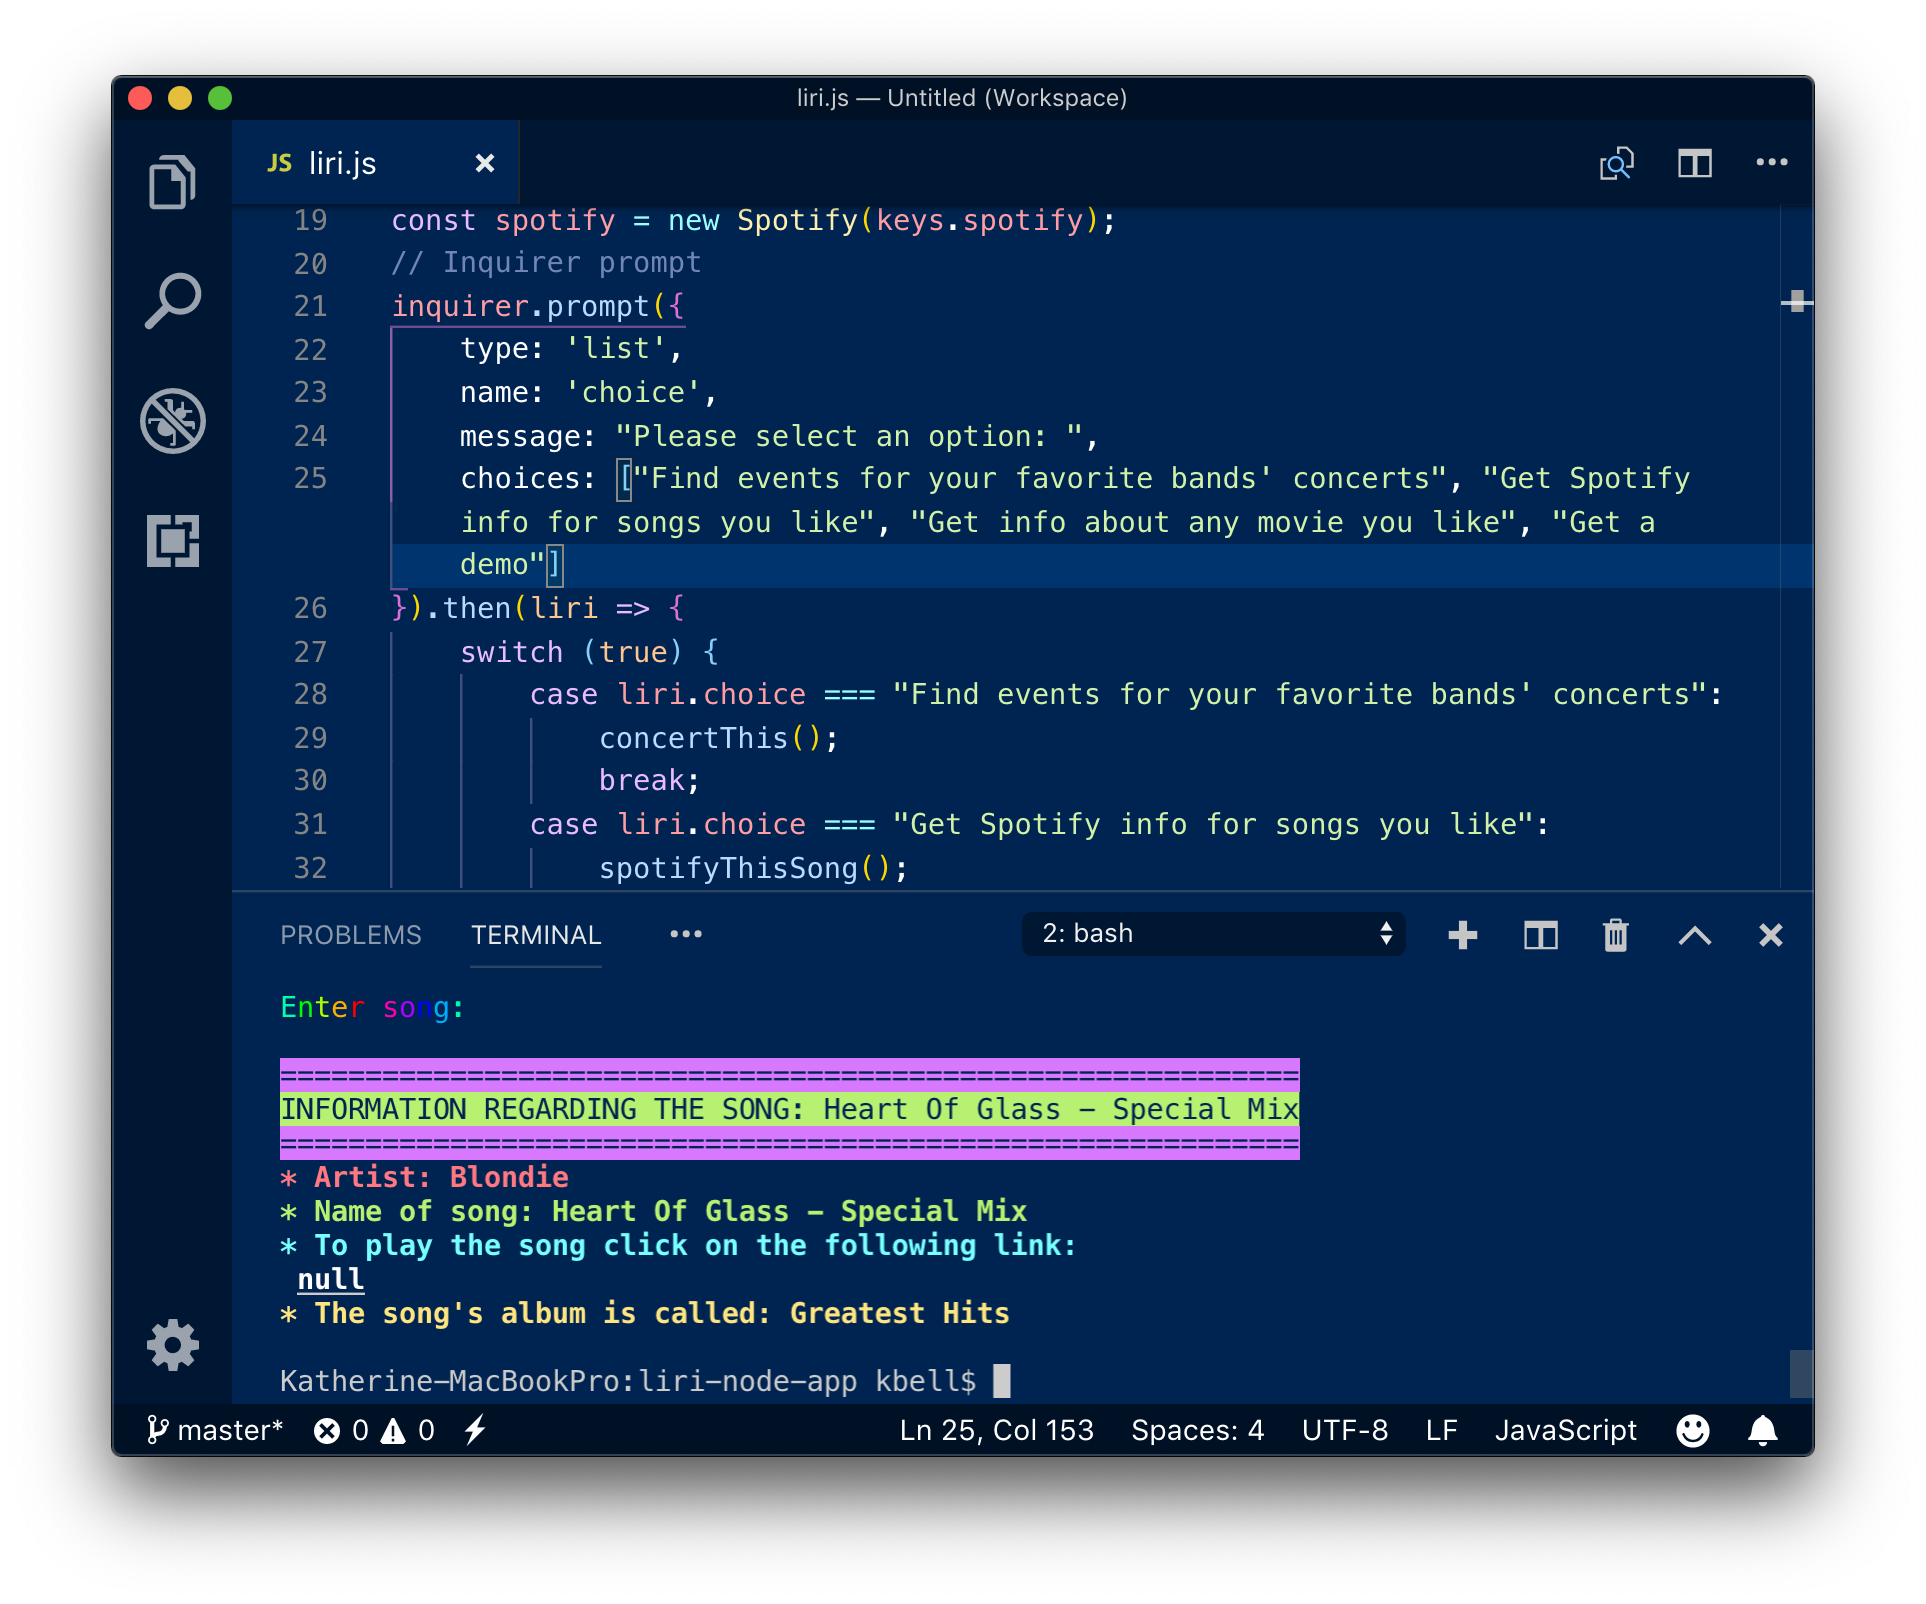 liri.js — Untitled (Workspace)
JS liri.js
19 const spotify = new Spotify(keys.spotify);
20 // Inquirer prompt
21 inquirer.prompt({
22 type: 'list',
23 name: 'choice',
24 message: "Please select an option: ",
25 choices: ["Find events for your favorite bands' concerts", "Get Spotify
info for songs you like", "Get info about any movie you like", "Get a
demo"]
26 }).then(liri => {
27 switch (true) {
28 case liri.choice === "Find events for your favorite bands' concerts":
29 concertThis();
30 break;
31 case liri.choice === "Get Spotify info for songs you like":
32 spotifyThisSong();
PROBLEMS TERMINAL ••• 2: bash
Enter song:
============================================================
INFORMATION REGARDING THE SONG: Heart Of Glass - Special Mix
============================================================
* Artist: Blondie
* Name of song: Heart Of Glass - Special Mix
* To play the song click on the following link:
null
* The song's album is called: Greatest Hits
Katherine-MacBookPro:liri-node-app kbell$
master* 0 0 Ln 25, Col 153 Spaces: 4 UTF-8 LF JavaScript